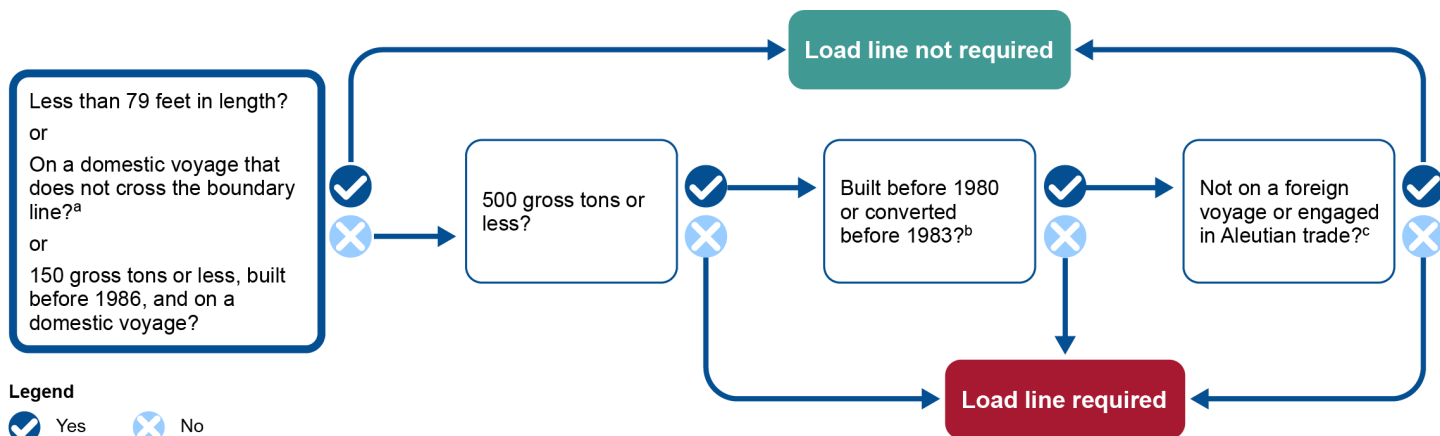 Load line not required
Less than 79 feet in length?
or
On a domestic voyage that
does not cross the boundary
line?ᵃ
or
150 gross tons or less, built
before 1986, and on a
domestic voyage?
500 gross tons or
less?
Built before 1980
or converted
before 1983?ᵇ
Not on a foreign
voyage or engaged
in Aleutian trade?ᶜ
Load line required
Legend
Yes
No